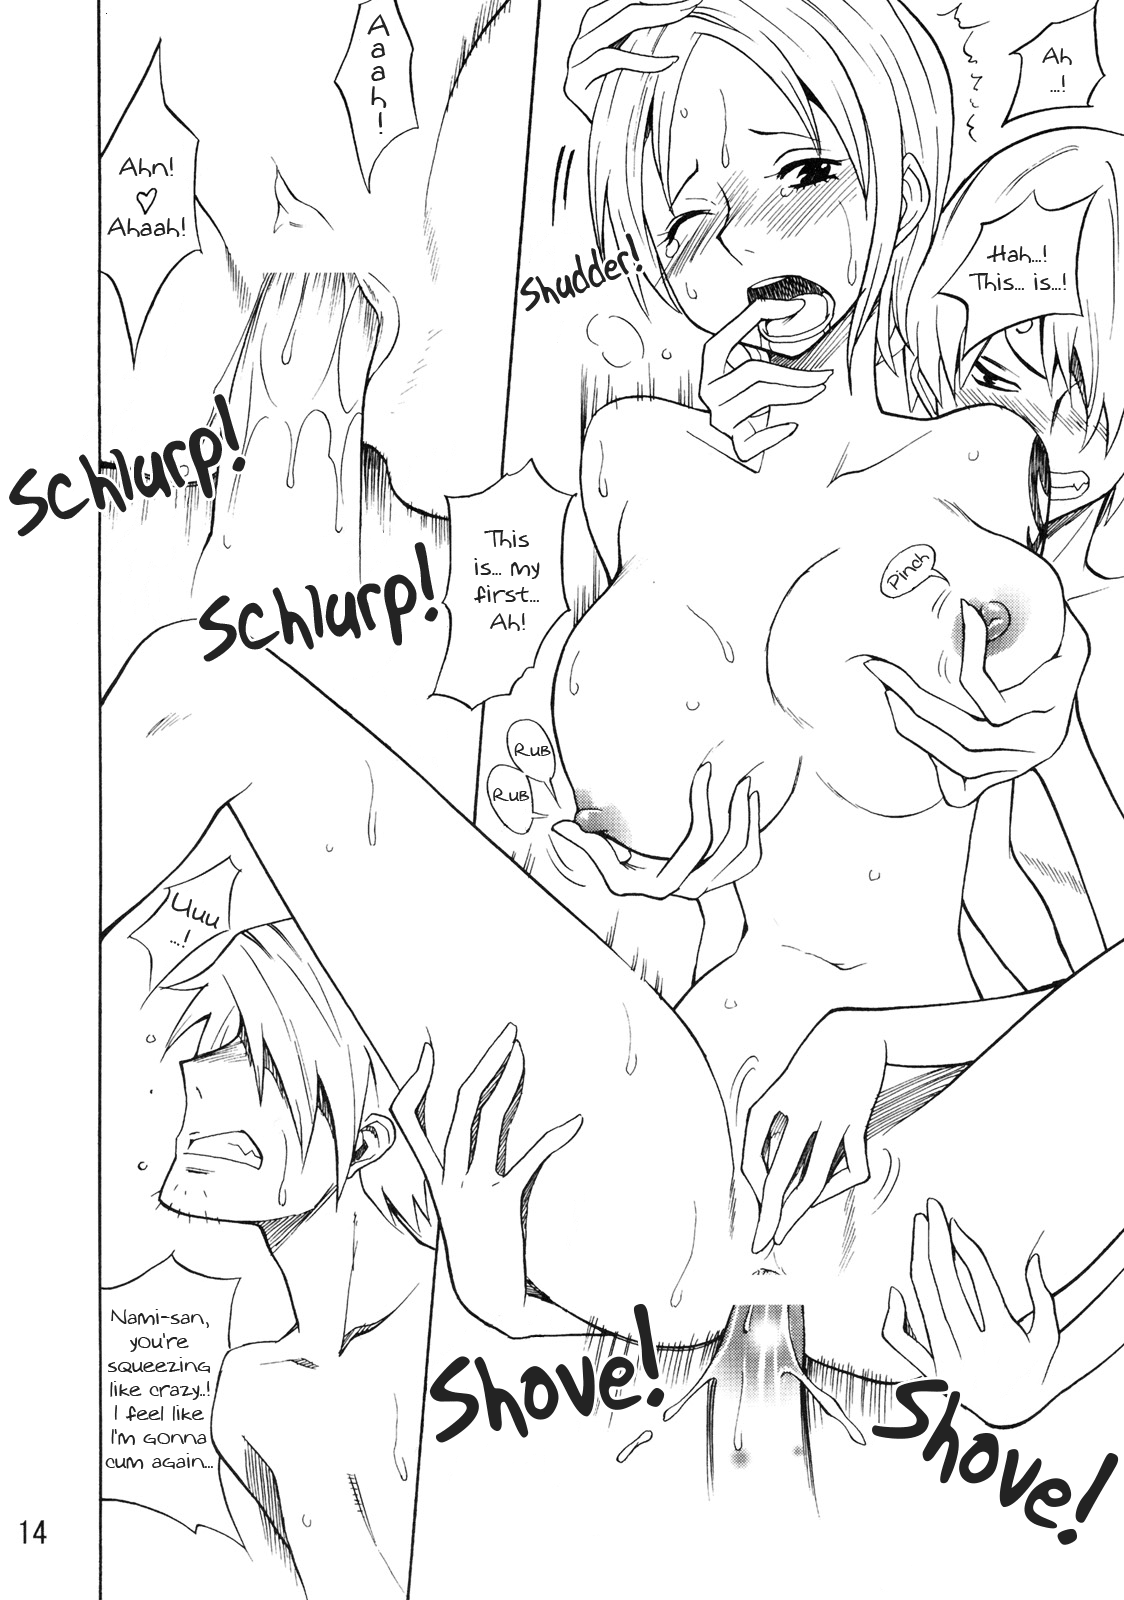 Ah
...!
Aaah!
Ahn!
♡
Ahaah!
Hah...!
This... is...!
Shudder!
Schlurp!
Schlurp!
This
is... my
first...
Ah!
Pinch
Rub
Rub
Uuu
...!
Nami-san,
you're
squeezing
like crazy..!
I feel like
I'm gonna
cum again...
Shove!
Shove!
14